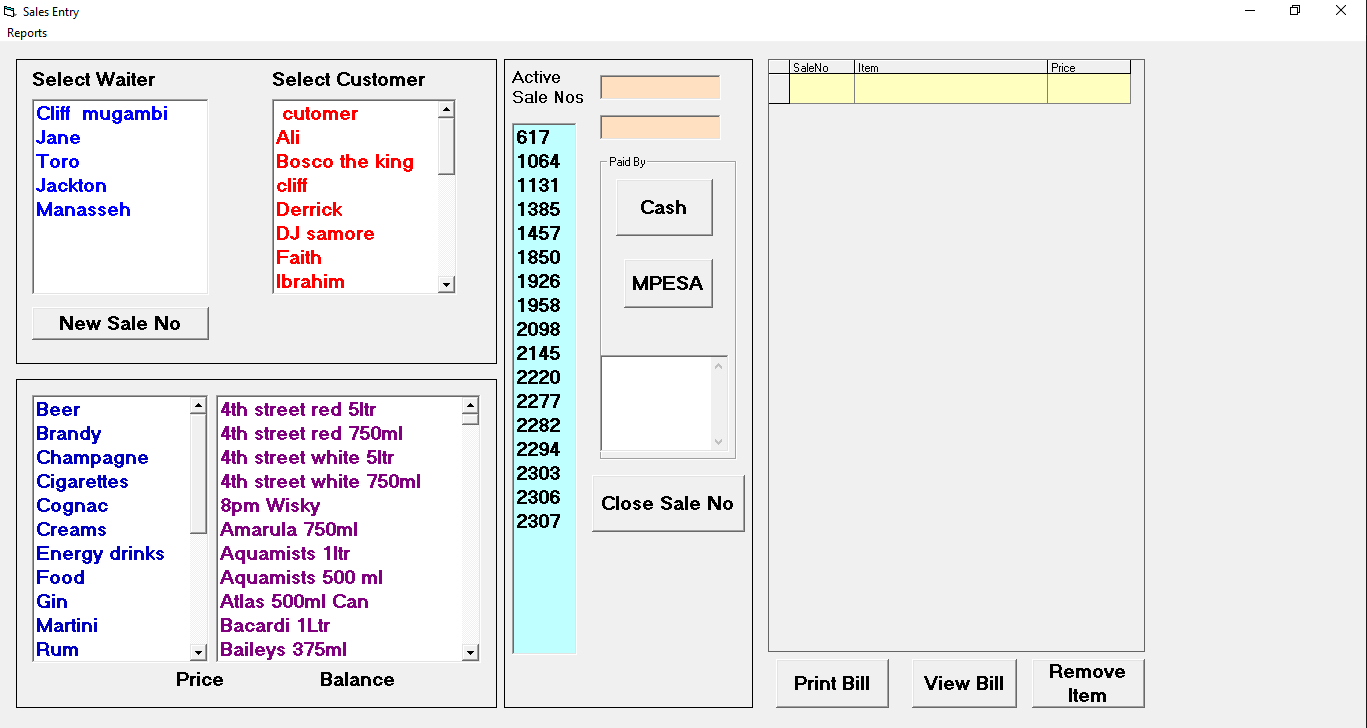 Sales Entry
Reports
Select Waiter
Cliff  mugambi
Jane
Toro
Jackton
Manasseh
New Sale No
Select Customer
cutomer
Ali
Bosco the king
cliff
Derrick
DJ samore
Faith
Ibrahim
Beer
Brandy
Champagne
Cigarettes
Cognac
Creams
Energy drinks
Food
Gin
Martini
Rum
4th street red 5ltr
4th street red 750ml
4th street white 5ltr
4th street white 750ml
8pm Wisky
Amarula 750ml
Aquamists 1ltr
Aquamists 500 ml
Atlas 500ml Can
Bacardi 1Ltr
Baileys 375ml
Price Balance
Active
Sale Nos
617
1064
1131
1385
1457
1850
1926
1958
2098
2145
2220
2277
2282
2294
2303
2306
2307
Paid By
Cash
MPESA
Close Sale No
SaleNo Item Price
Print Bill
View Bill
Remove
Item